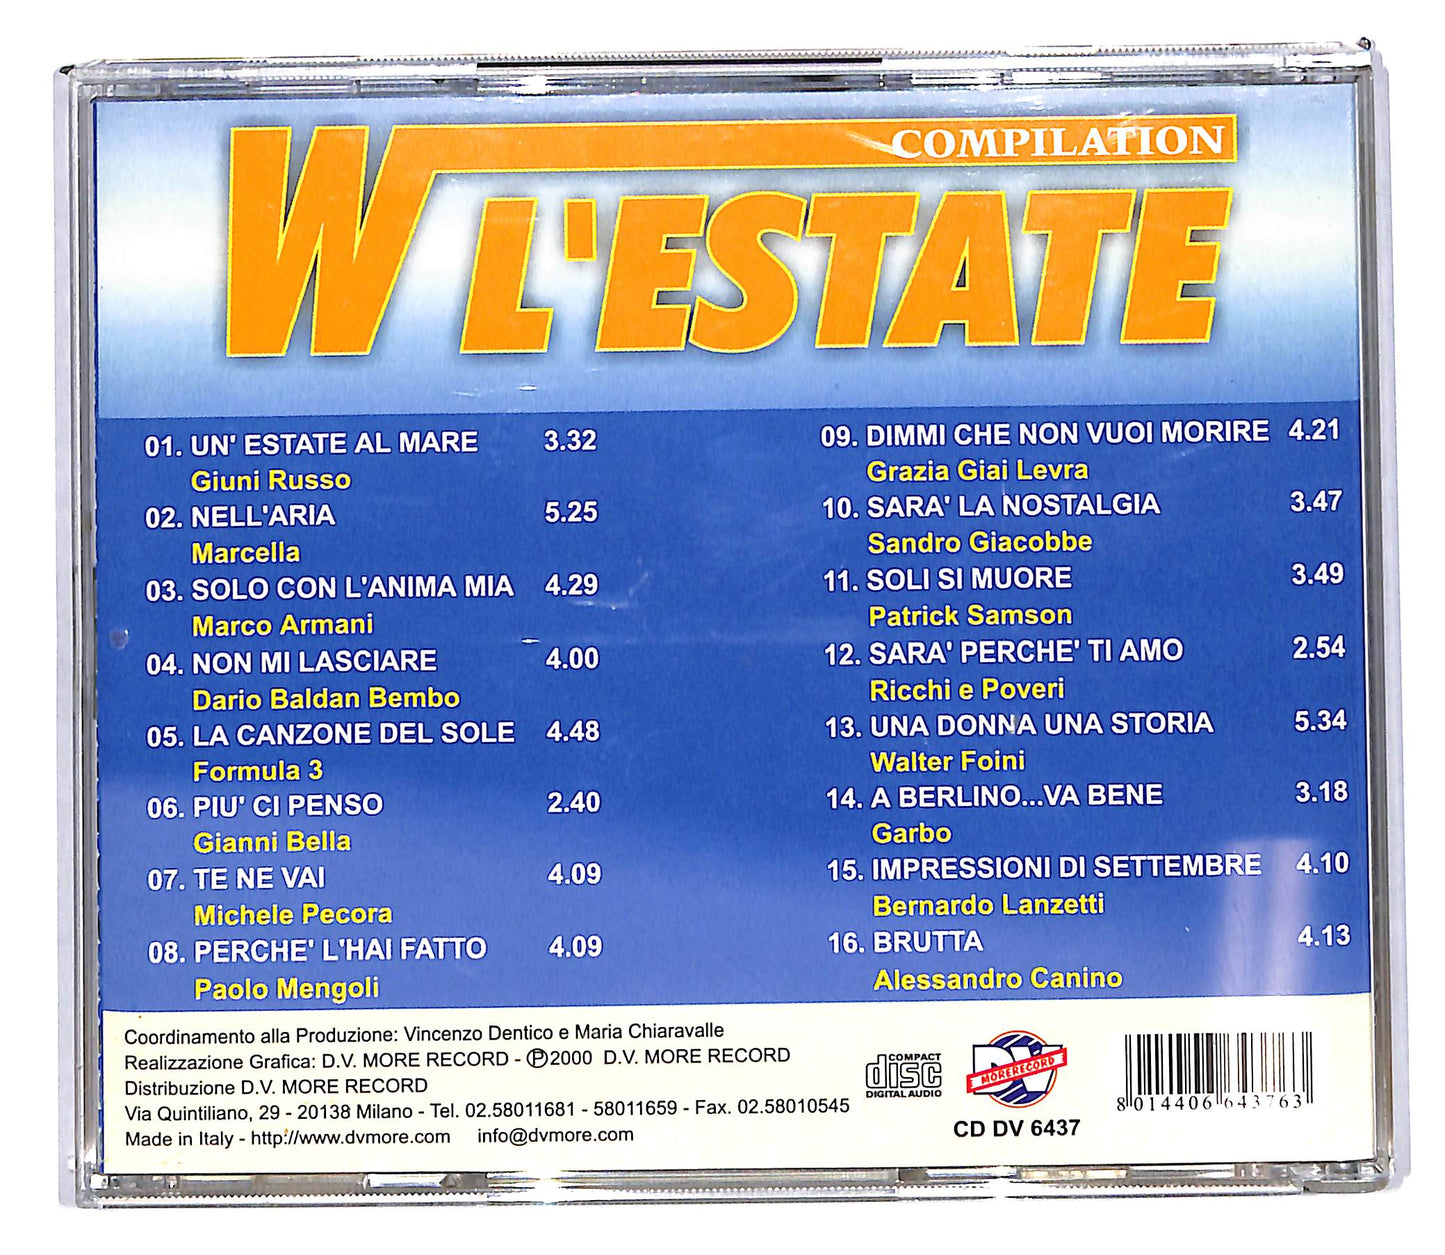 COMPILATION
W L'ESTATE
01. UN' ESTATE AL MARE 3.32
Giuni Russo
02. NELL'ARIA 5.25
Marcella
03. SOLO CON L'ANIMA MIA 4.29
Marco Armani
04. NON MI LASCIARE 4.00
Dario Baldan Bembo
05. LA CANZONE DEL SOLE 4.48
Formula 3
06. PIU' CI PENSO 2.40
Gianni Bella
07. TE NE VAI 4.09
Michele Pecora
08. PERCHE' L'HAI FATTO 4.09
Paolo Mengoli
09. DIMMI CHE NON VUOI MORIRE 4.21
Grazia Giai Levra
10. SARA' LA NOSTALGIA 3.47
Sandro Giacobbe
11. SOLI SI MUORE 3.49
Patrick Samson
12. SARA' PERCHE' TI AMO 2.54
Ricchi e Poveri
13. UNA DONNA UNA STORIA 5.34
Walter Foini
14. A BERLINO...VA BENE 3.18
Garbo
15. IMPRESSIONI DI SETTEMBRE 4.10
Bernardo Lanzetti
16. BRUTTA 4.13
Alessandro Canino
Coordinamento alla Produzione: Vincenzo Dentico e Maria Chiaravalle
Realizzazione Grafica: D.V. MORE RECORD - ℗2000 D.V. MORE RECORD
Distribuzione D.V. MORE RECORD
Via Quintiliano, 29 - 20138 Milano - Tel. 02.58011681 - 58011659 - Fax. 02.58010545
Made in Italy - http://www.dvmore.com info@dvmore.com
COMPACT
disc
DIGITAL AUDIO
DV
MORERECORD
CD DV 6437
8 014406 643763